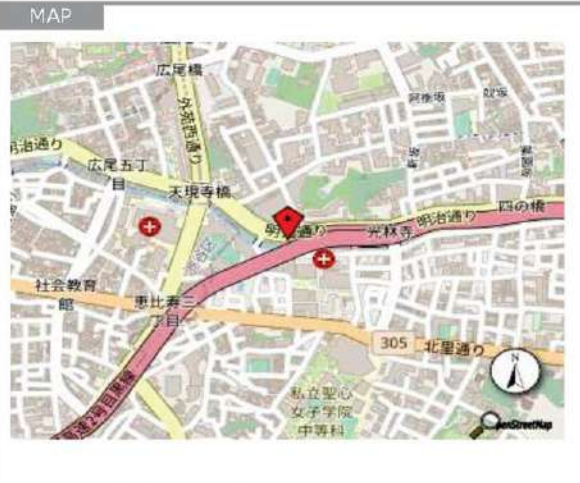 MAP
広尾橋
外苑西通り
明治通り
広尾五丁
目
天現寺橋
明治通り
光林寺
明治通り
四の橋
社会教育
館
恵比寿三
丁目
305
北里通り
私立聖心
女子学院
中等科
N
OpenStreetMap